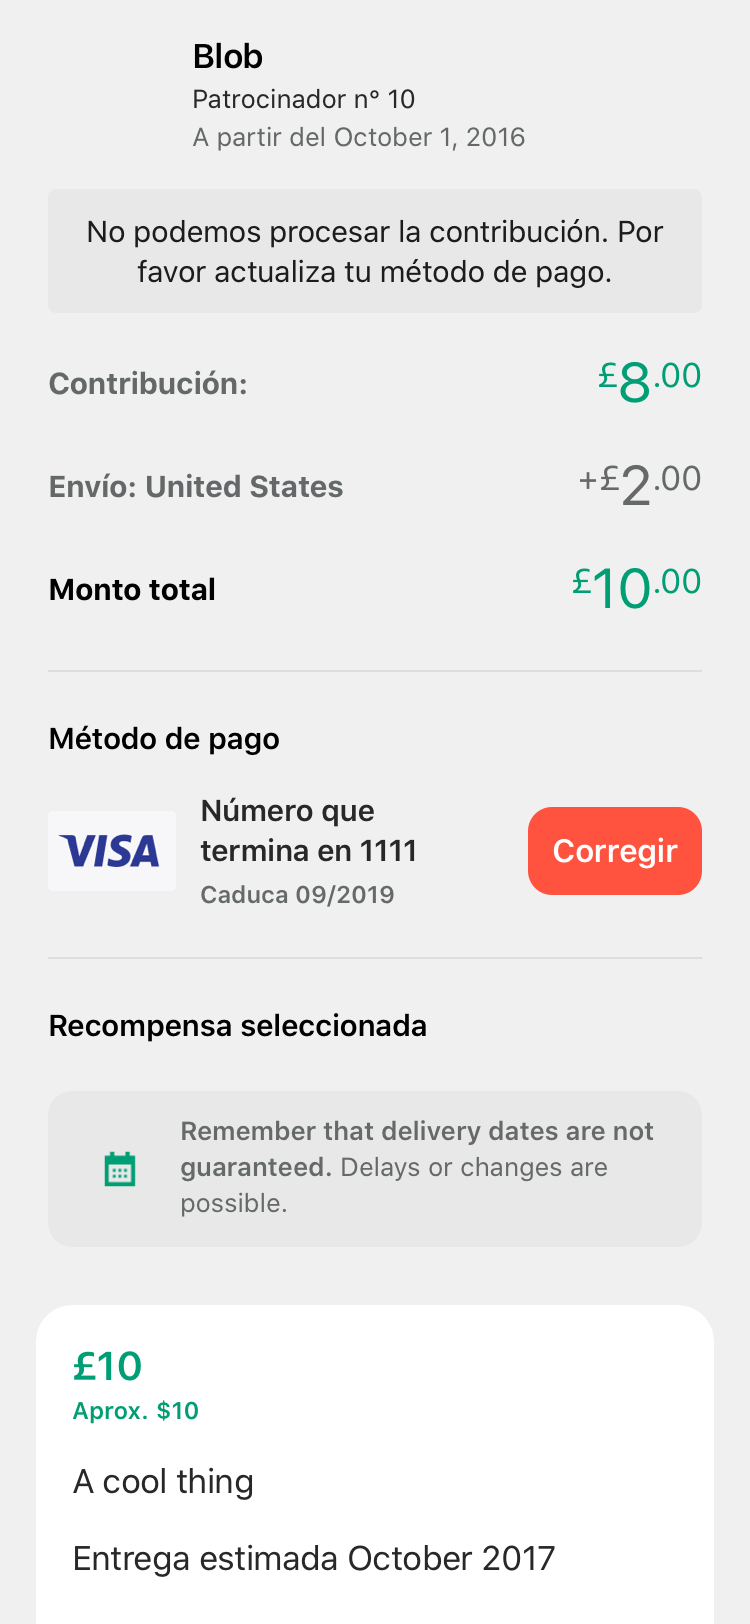 Blob
Patrocinador nº 10
A partir del October 1, 2016
No podemos procesar la contribución. Por
favor actualiza tu método de pago.
Contribución:
£8.00
Envío: United States
+£2.00
Monto total
£10.00
Método de pago
VISA
Número que
termina en 1111
Caduca 09/2019
Corregir
Recompensa seleccionada
Remember that delivery dates are not
guaranteed. Delays or changes are
possible.
£10
Aprox. $10
A cool thing
Entrega estimada October 2017